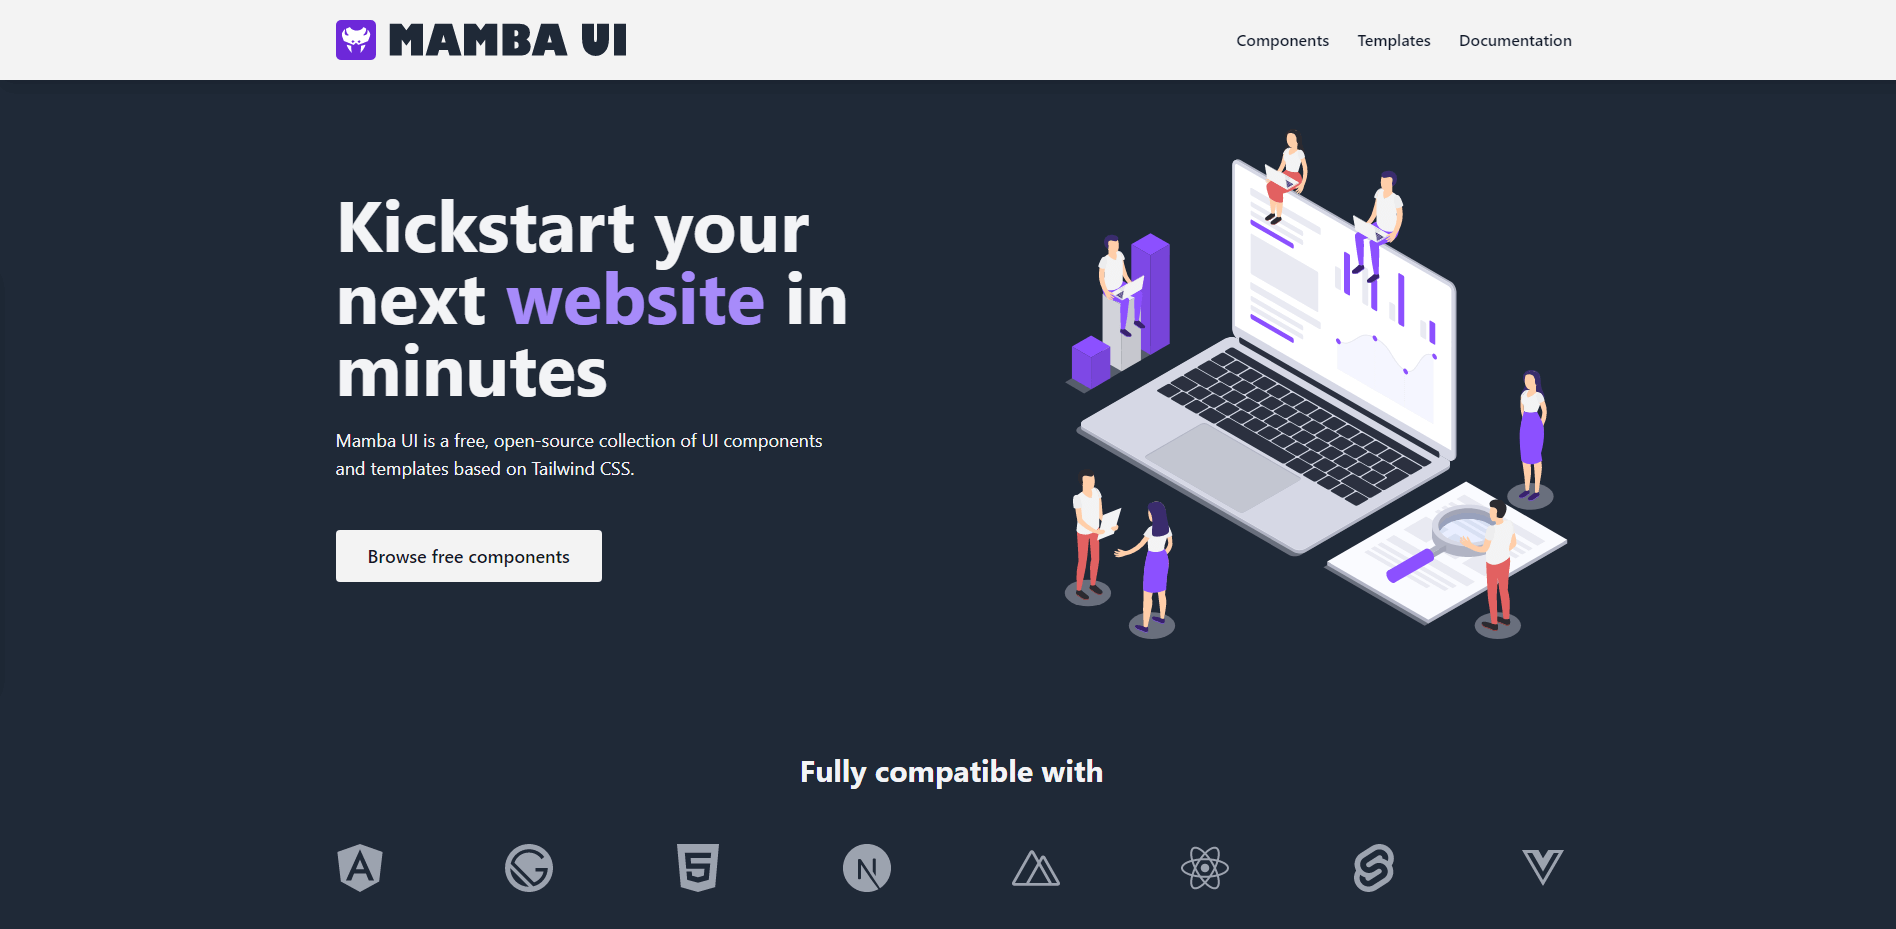 MAMBA UI
Components Templates Documentation
Kickstart your
next website in
minutes
Mamba UI is a free, open-source collection of UI components
and templates based on Tailwind CSS.
Browse free components
Fully compatible with